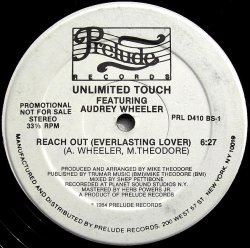 Prelude
RECORDS
UNLIMITED TOUCH
FEATURING
AUDREY WHEELER
PROMOTIONAL
NOT FOR SALE
STEREO
33⅓ RPM
PRL D410 BS-1
REACH OUT (EVERLASTING LOVER) 6:27
(A. WHEELER, M.THEODORE)
PRODUCED AND ARRANGED BY MIKE THEODORE
PUBLISHED BY TRUMAR MUSIC (BMI)/MIKE THEODORE (BMI)
MIXED BY SHEP PETTIBONE
RECORDED AT PLANET SOUND STUDIOS N.Y.
MASTERED BY HERB POWERS JR
A PRODUCT OF PRELUDE RECORDS
℗ 1984 PRELUDE RECORDS
MANUFACTURED AND DISTRIBUTED BY PRELUDE RECORDS, 200 WEST 57 ST. NEW YORK, NY 10019